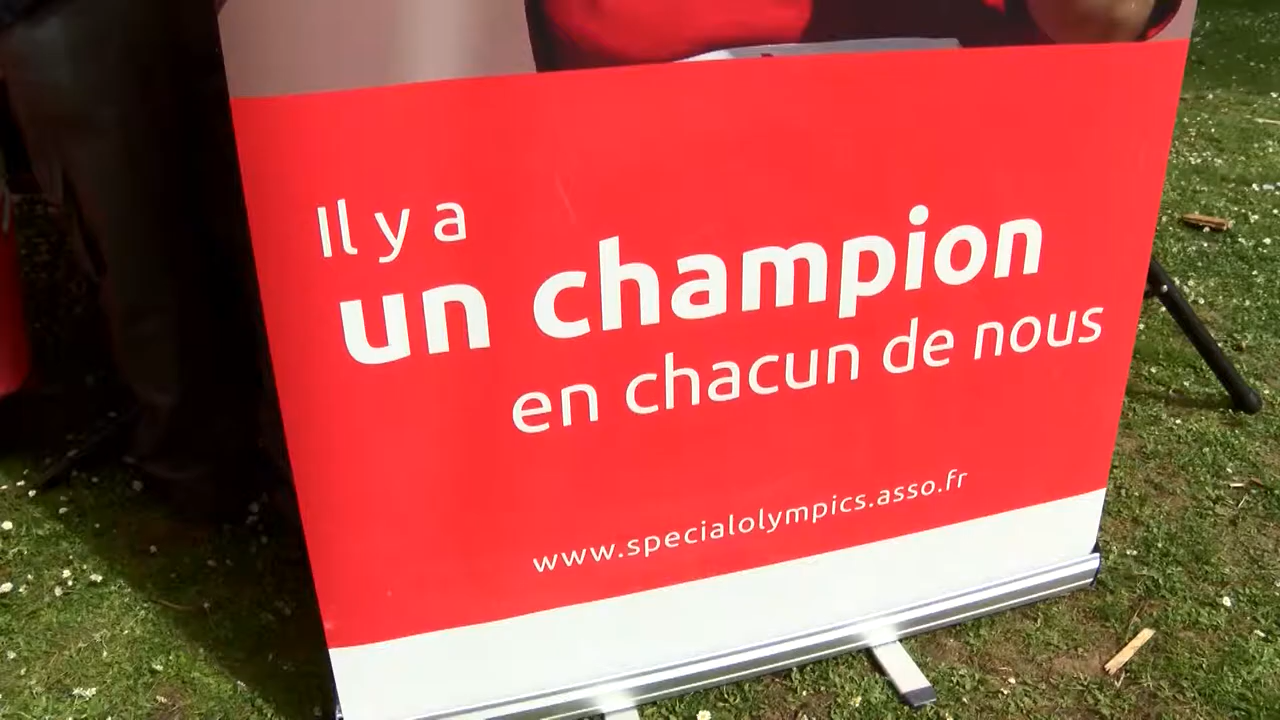 Il y a
un champion
en chacun de nous
www.specialolympics.asso.fr